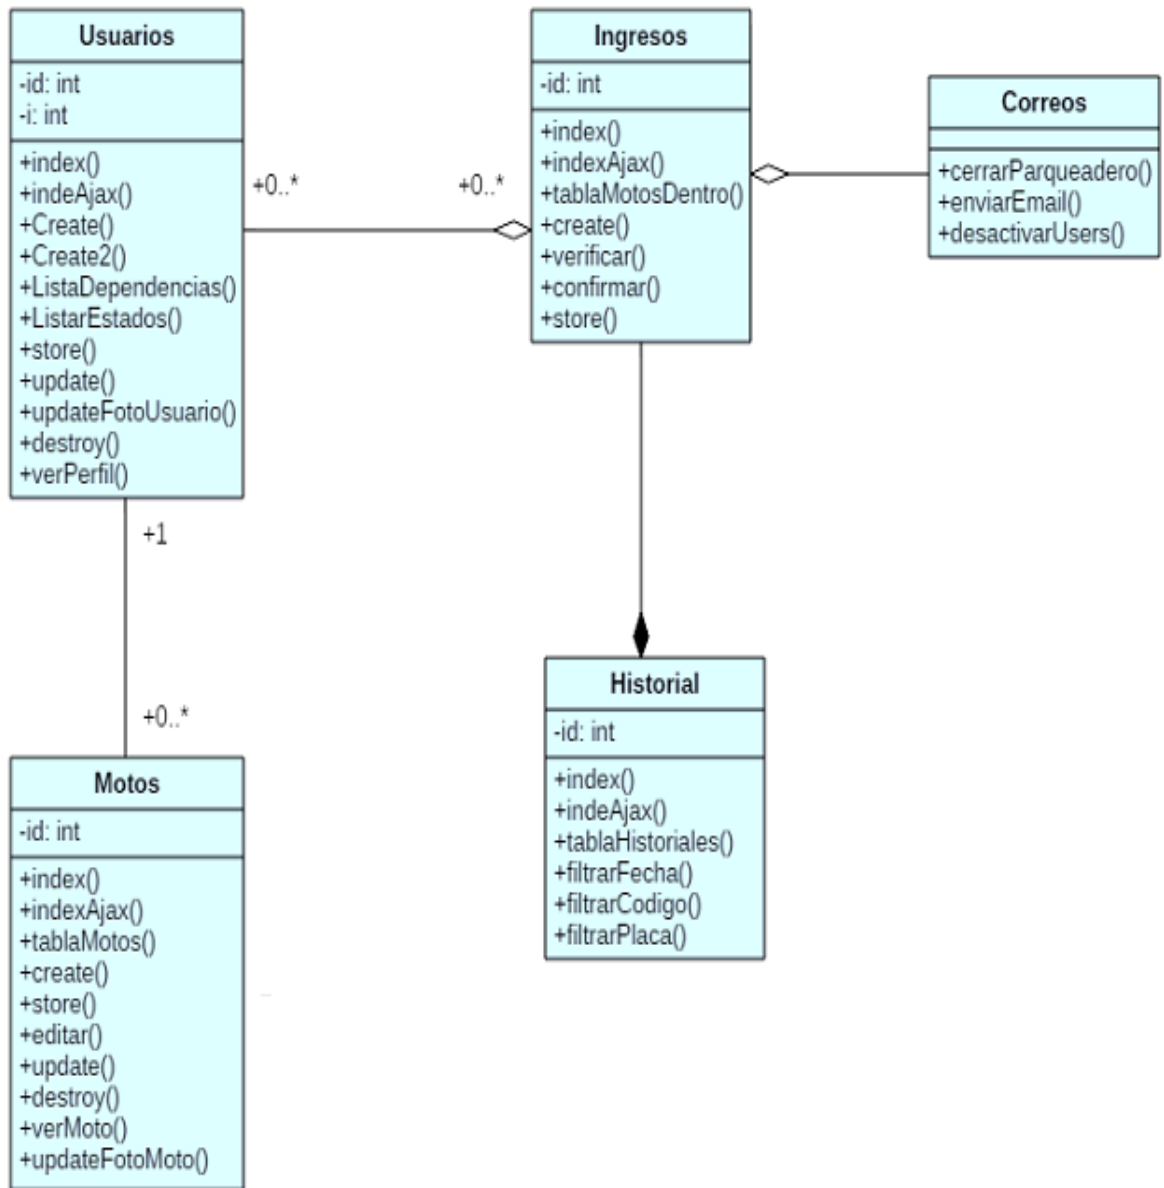 Usuarios
-id: int
-i: int
+index()
+indeAjax()
+Create()
+Create2()
+ListaDependencias()
+ListarEstados()
+store()
+update()
+updateFotoUsuario()
+destroy()
+verPerfil()
+0..*
+0..*
Ingresos
-id: int
+index()
+indexAjax()
+tablaMotosDentro()
+create()
+verificar()
+confirmar()
+store()
Correos
+cerrarParqueadero()
+enviarEmail()
+desactivarUsers()
+1
+0..*
Motos
-id: int
+index()
+indexAjax()
+tablaMotos()
+create()
+store()
+editar()
+update()
+destroy()
+verMoto()
+updateFotoMoto()
Historial
-id: int
+index()
+indeAjax()
+tablaHistoriales()
+filtrarFecha()
+filtrarCodigo()
+filtrarPlaca()